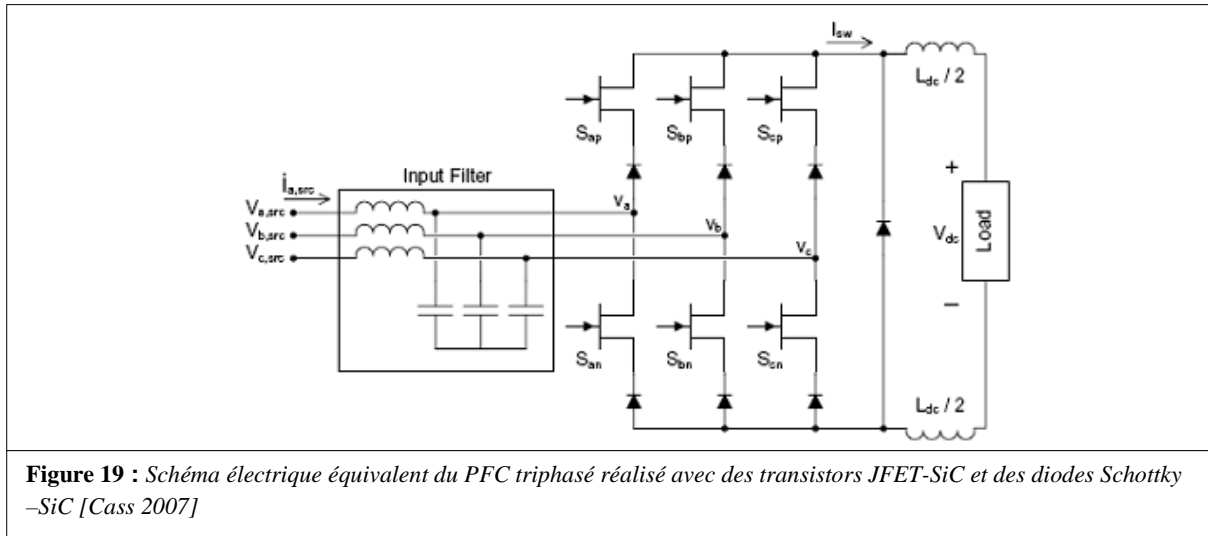 I_sw
L_dc / 2
S_ap
S_bp
S_cp
Input Filter
i_a,src
V_a,src
V_b,src
V_c,src
V_a
V_b
V_c
+
V_dc
Load
−
S_an
S_bn
S_cn
L_dc / 2
Figure 19 : Schéma électrique équivalent du PFC triphasé réalisé avec des transistors JFET-SiC et des diodes Schottky
–SiC [Cass 2007]